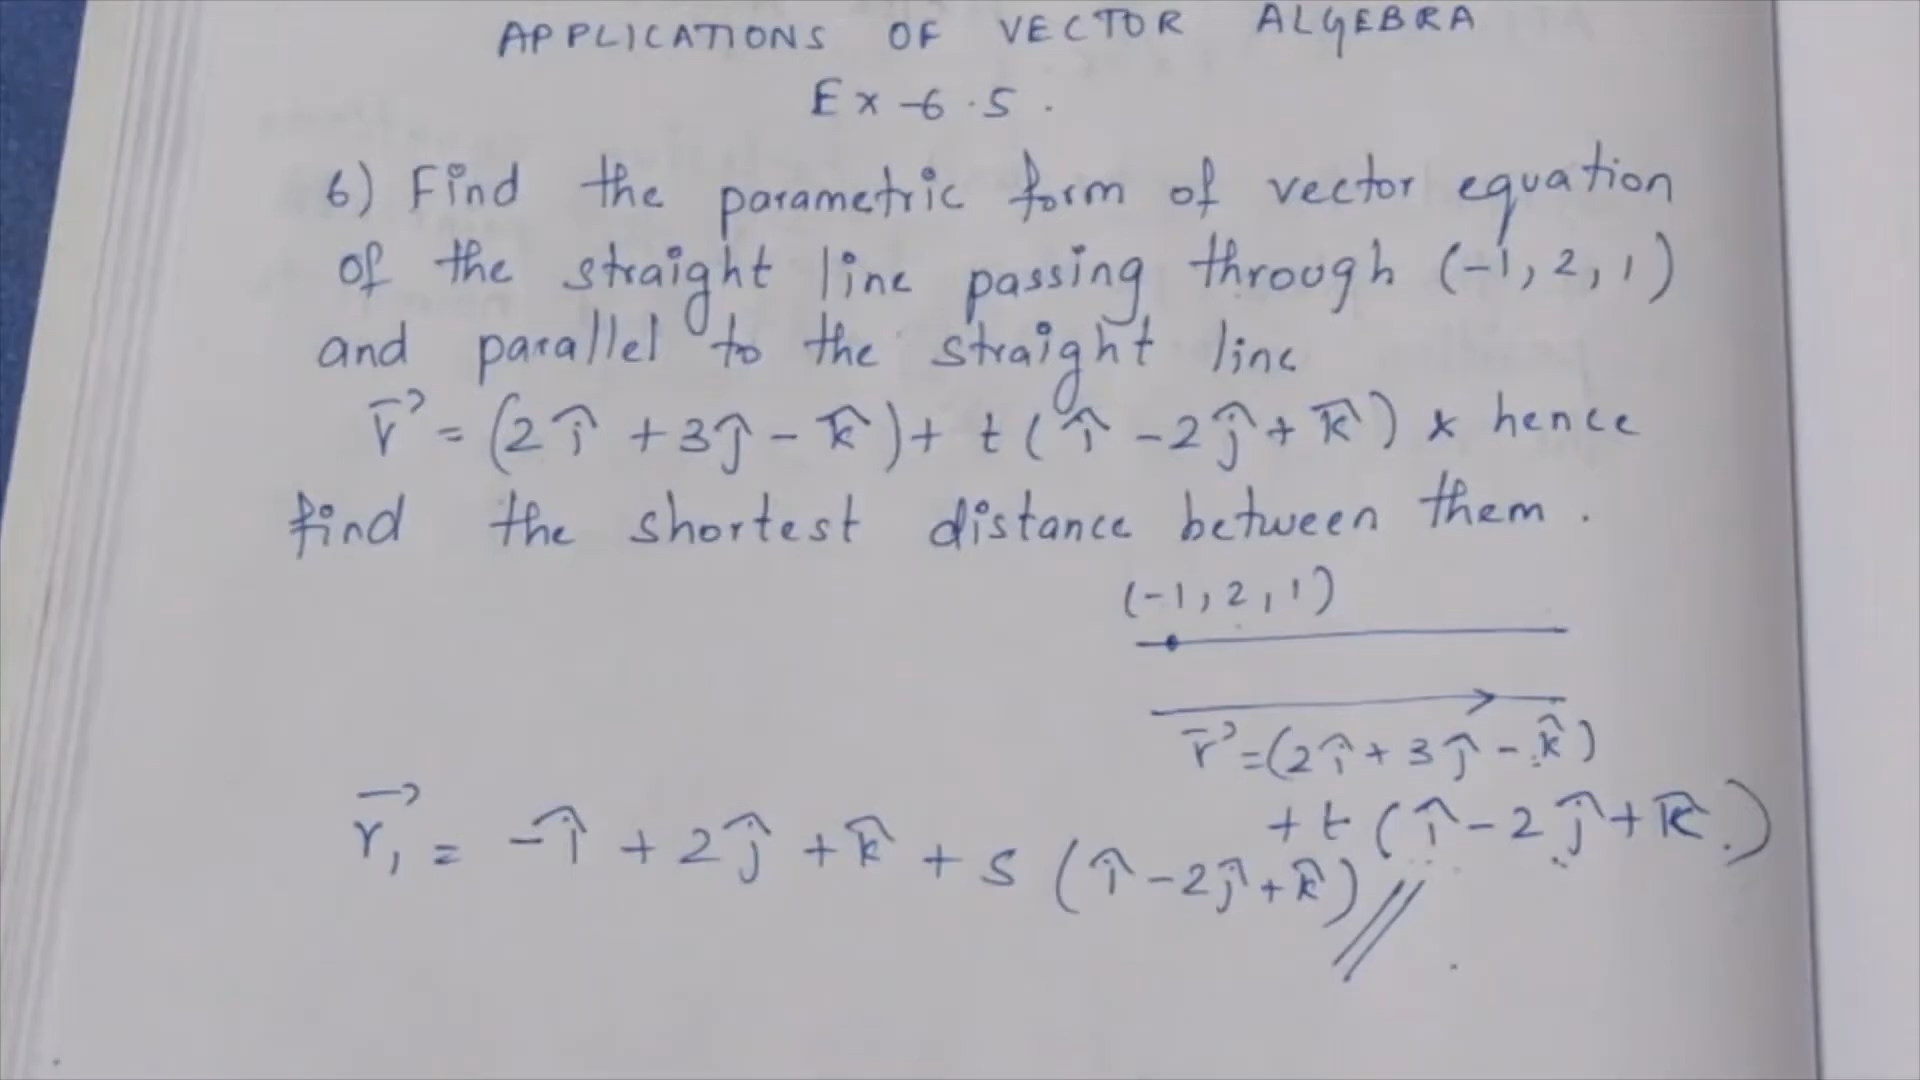 APPLICATIONS OF VECTOR ALGEBRA
Ex-6.5.
6) Find the parametric form of vector equation
of the straight line passing through (-1, 2, 1)
and parallel to the straight line
r⃗ = (2î + 3ĵ - k̂) + t(î - 2ĵ + k̂) & hence
find the shortest distance between them.
(-1, 2, 1)
r⃗ = (2î + 3ĵ - k̂)
+ t(î - 2ĵ + k̂)
r⃗₁ = -î + 2ĵ + k̂ + s(î - 2ĵ + k̂)//